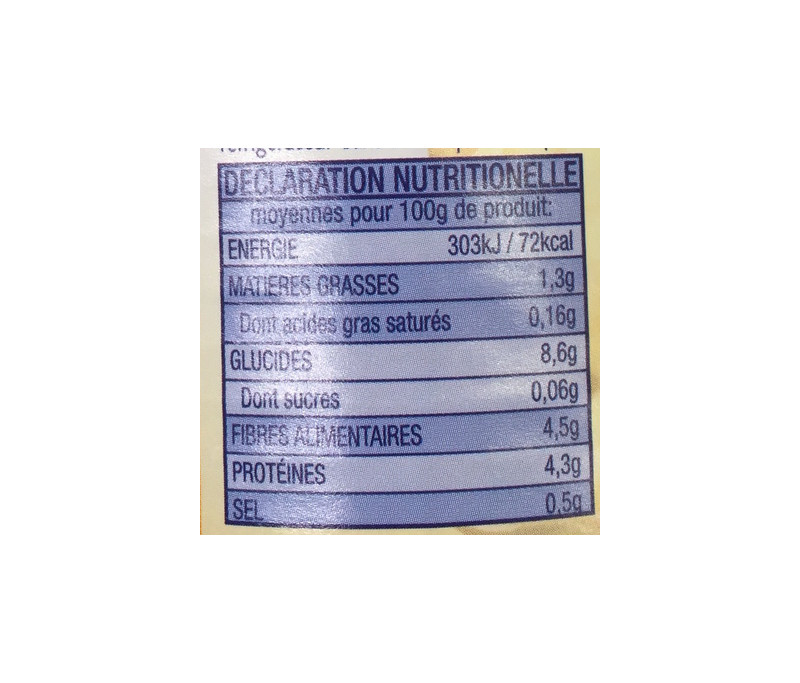 DECLARATION NUTRITIONELLE
moyennes pour 100g de produit:
ENERGIE 303kJ / 72kcal
MATIERES GRASSES 1,3g
Dont acides gras saturés 0,16g
GLUCIDES 8,6g
Dont sucres 0,06g
FIBRES ALIMENTAIRES 4,5g
PROTÉINES 4,3g
SEL 0,5g